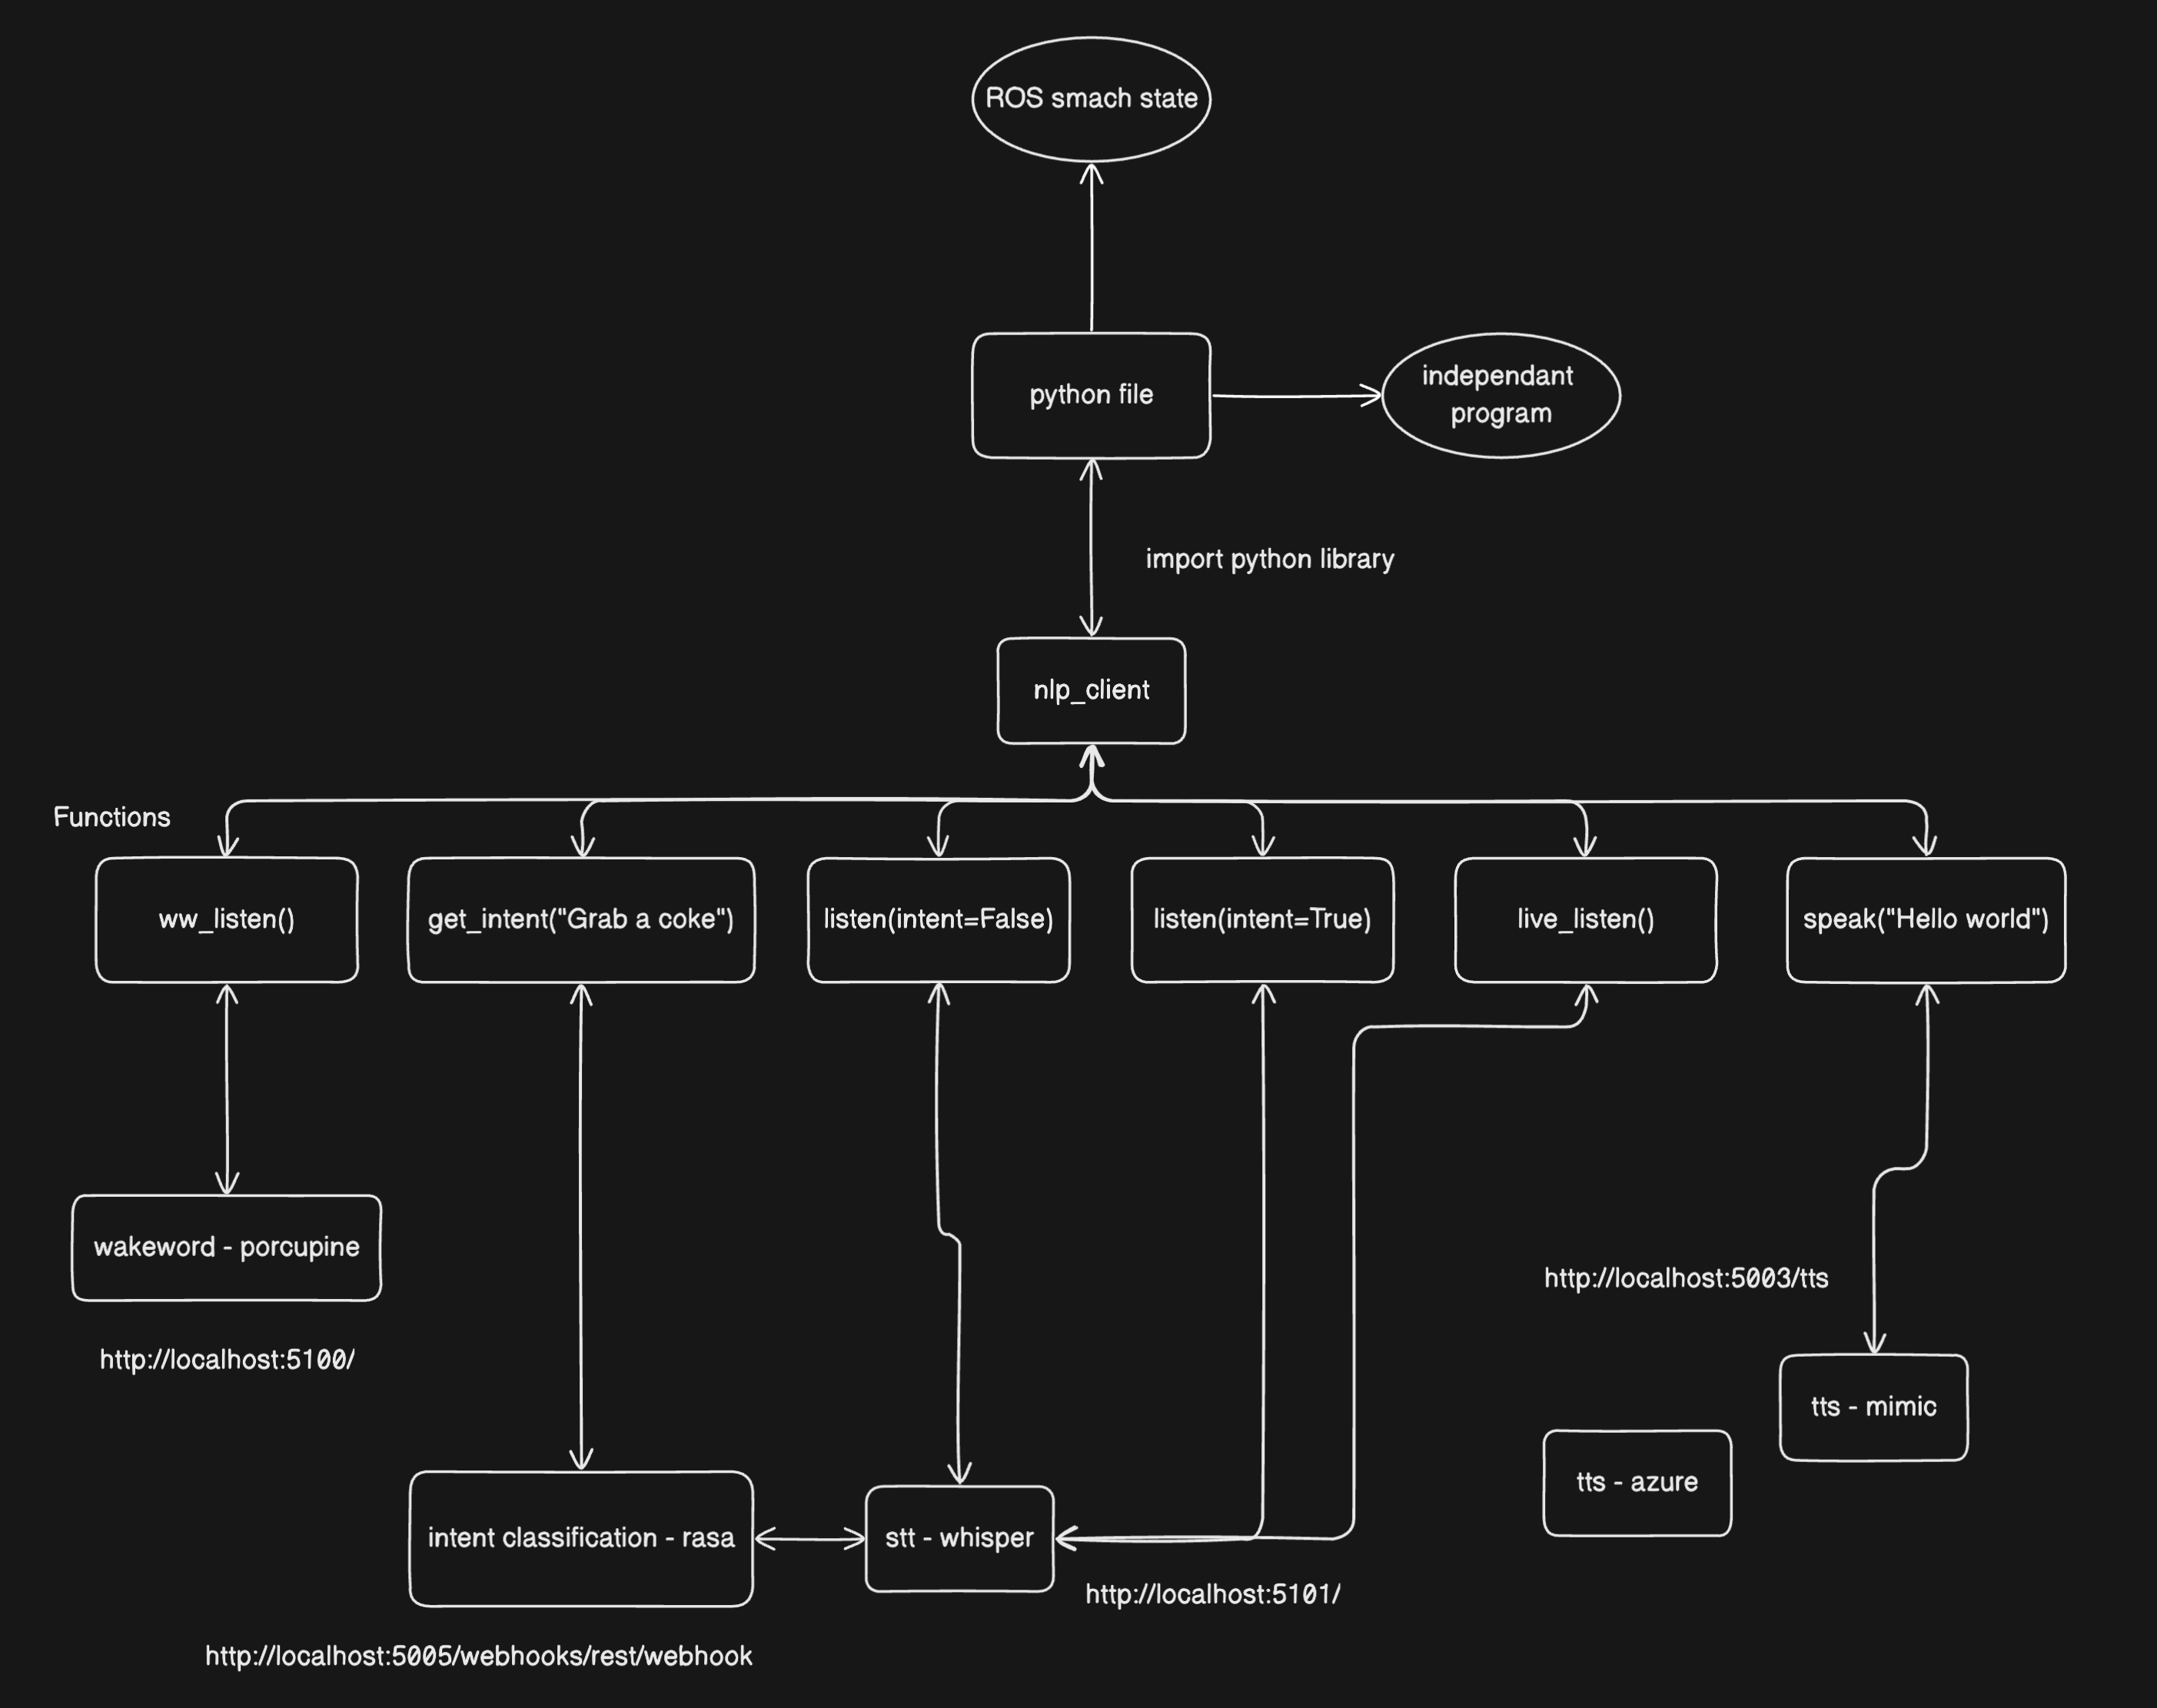 ROS smach state
python file
independant
program
import python library
nlp_client
Functions
ww_listen()
get_intent("Grab a coke")
listen(intent=False)
listen(intent=True)
live_listen()
speak("Hello world")
wakeword - porcupine
http://localhost:5100/
http://localhost:5003/tts
tts - mimic
tts - azure
intent classification - rasa
stt - whisper
http://localhost:5101/
http://localhost:5005/webhooks/rest/webhook